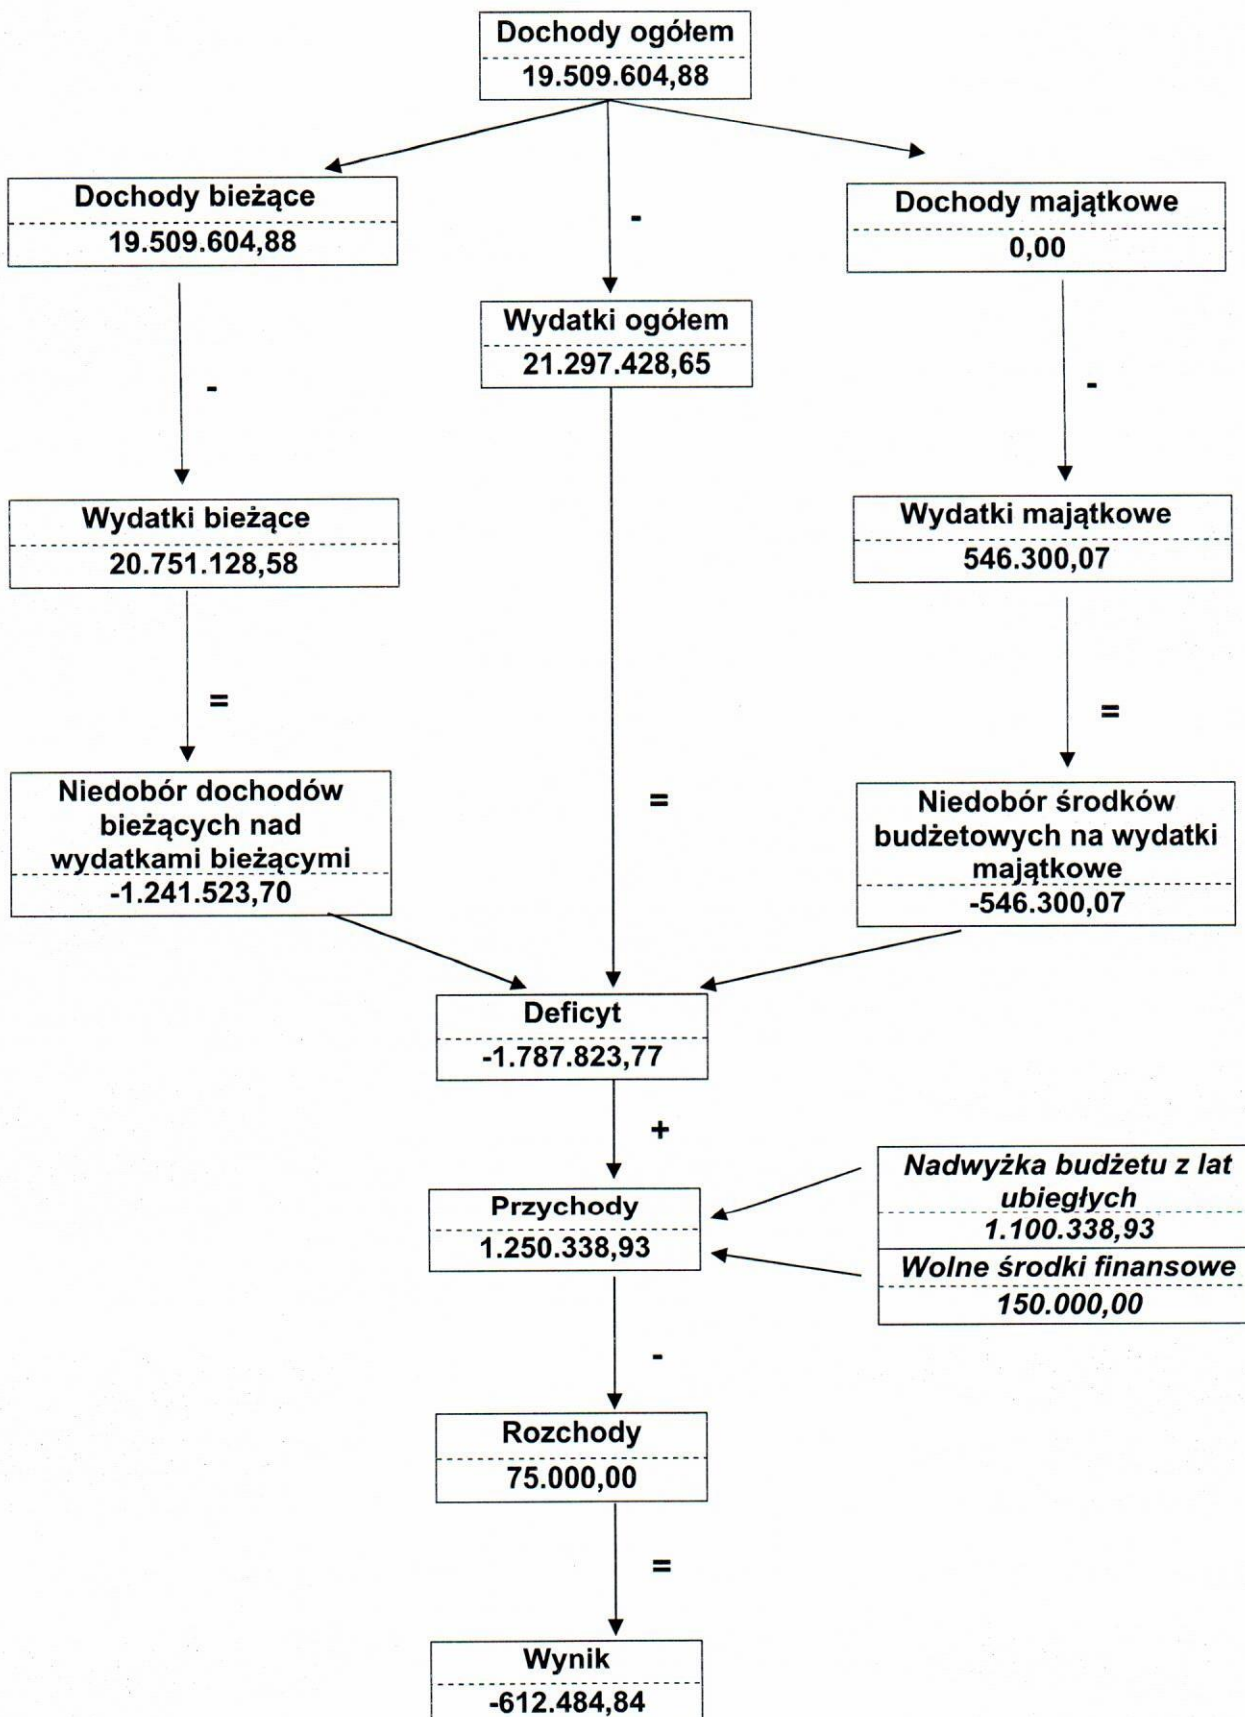 Dochody ogółem
19.509.604,88
Dochody bieżące
19.509.604,88
-
Dochody majątkowe
0,00
Wydatki ogółem
21.297.428,65
-
-
Wydatki bieżące
20.751.128,58
Wydatki majątkowe
546.300,07
=
=
Niedobór dochodów
bieżących nad
wydatkami bieżącymi
-1.241.523,70
=
Niedobór środków
budżetowych na wydatki
majątkowe
-546.300,07
Deficyt
-1.787.823,77
+
Przychody
1.250.338,93
Nadwyżka budżetu z lat
ubiegłych
1.100.338,93
Wolne środki finansowe
150.000,00
-
Rozchody
75.000,00
=
Wynik
-612.484,84